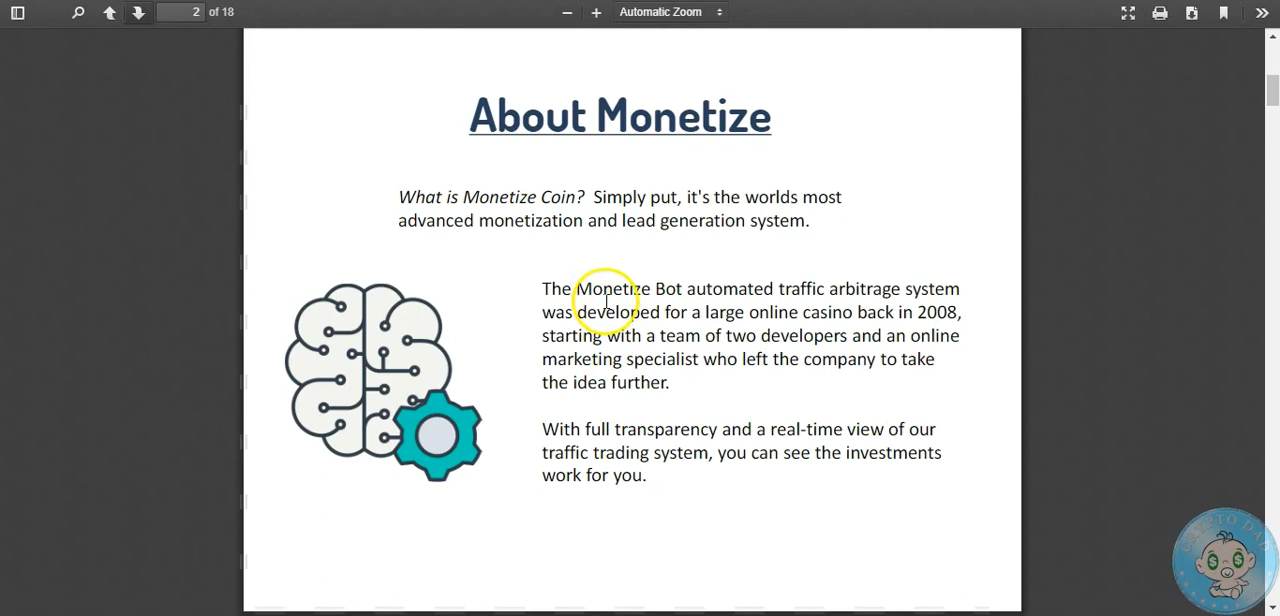 2 of 18 Automatic Zoom
About Monetize
What is Monetize Coin? Simply put, it's the worlds most
advanced monetization and lead generation system.
The Monetize Bot automated traffic arbitrage system
was developed for a large online casino back in 2008,
starting with a team of two developers and an online
marketing specialist who left the company to take
the idea further.
With full transparency and a real-time view of our
traffic trading system, you can see the investments
work for you.
CRYPTO DAD